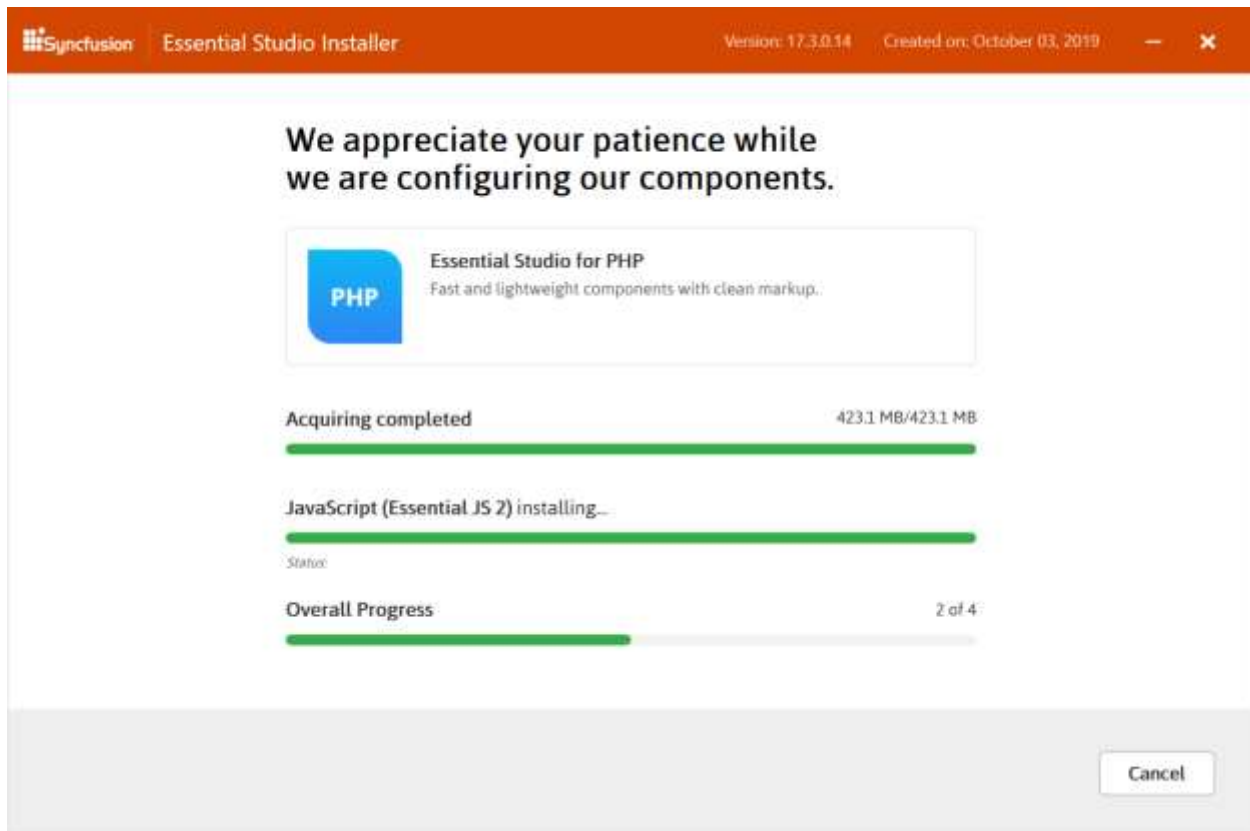 Syncfusion Essential Studio Installer Version: 17.3.0.14 Created on: October 03, 2019
We appreciate your patience while
we are configuring our components.
PHP
Essential Studio for PHP
Fast and lightweight components with clean markup.
Acquiring completed 423.1 MB/423.1 MB
JavaScript (Essential JS 2) installing...
Status:
Overall Progress 2 of 4
Cancel